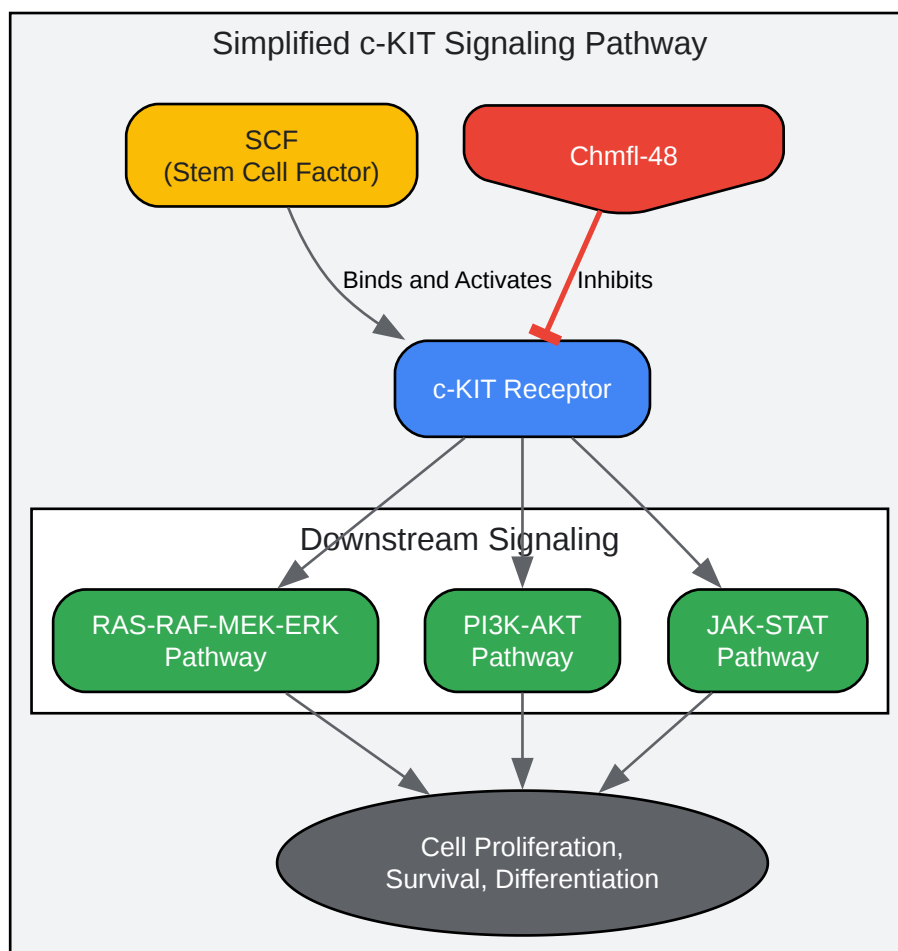 Simplified c-KIT Signaling Pathway
SCF
(Stem Cell Factor)
Chmfl-48
Binds and Activates
Inhibits
c-KIT Receptor
Downstream Signaling
RAS-RAF-MEK-ERK
Pathway
PI3K-AKT
Pathway
JAK-STAT
Pathway
Cell Proliferation,
Survival, Differentiation